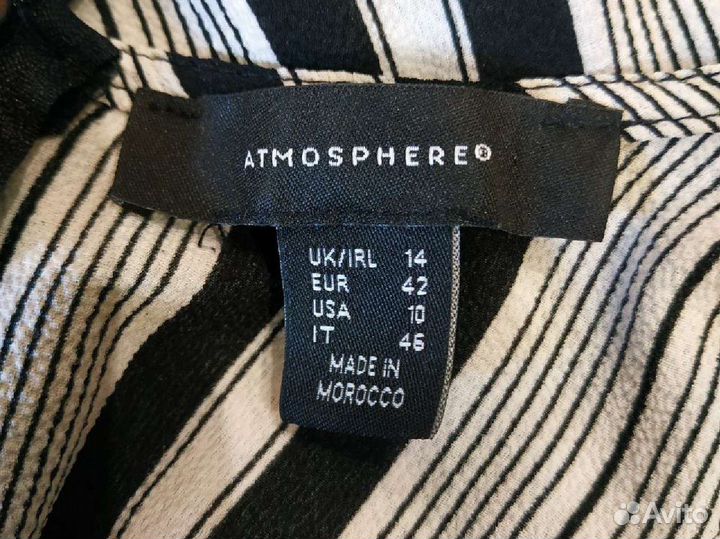 ATMOSPHERE®
UK/IRL 14
EUR 42
USA 10
IT 46
MADE IN
MOROCCO
Avito